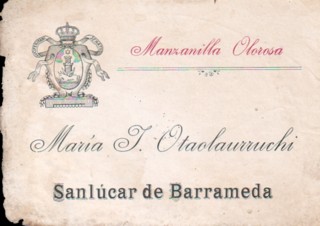 Manzanilla Olorosa
María T. Otaolaurruchi
Sanlúcar de Barrameda